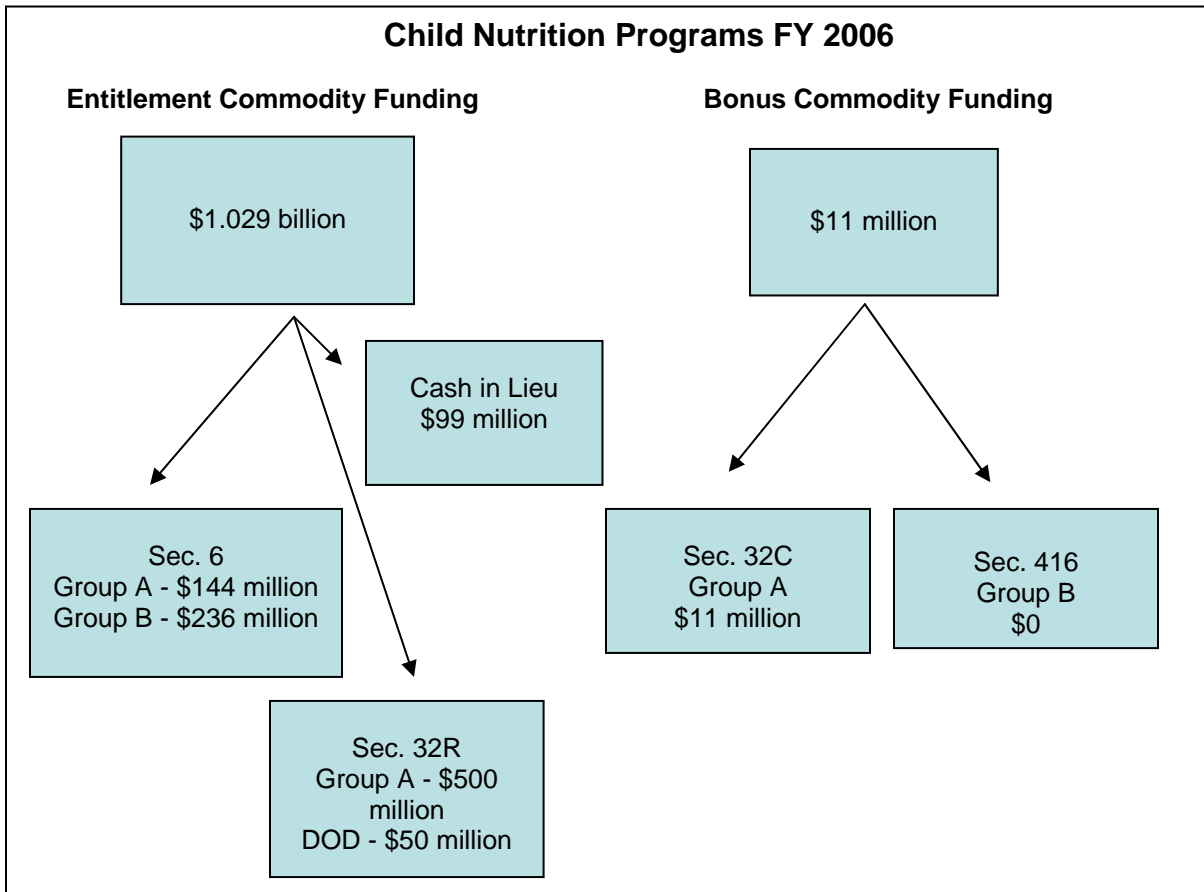 Child Nutrition Programs FY 2006
Entitlement Commodity Funding
$1.029 billion
Cash in Lieu
$99 million
Sec. 6
Group A - $144 million
Group B - $236 million
Sec. 32R
Group A - $500
million
DOD - $50 million
Bonus Commodity Funding
$11 million
Sec. 32C
Group A
$11 million
Sec. 416
Group B
$0